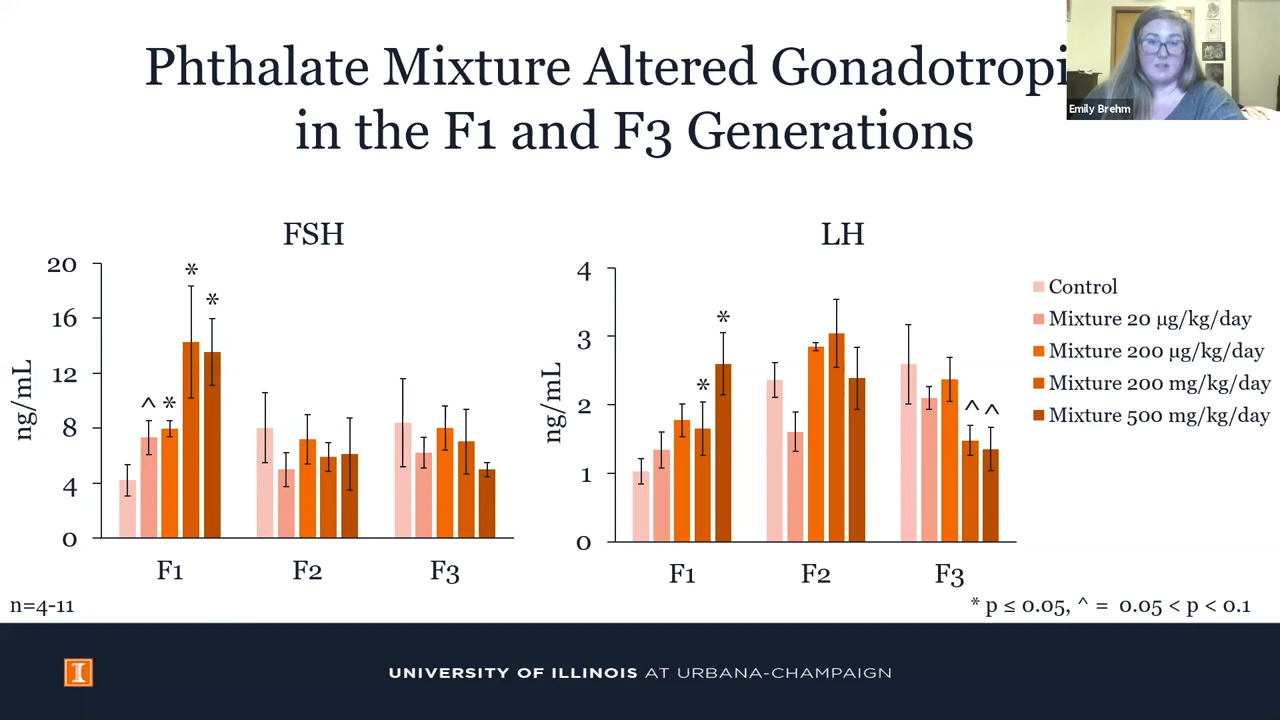 Phthalate Mixture Altered Gonadotropi
in the F1 and F3 Generations
Emily Brehm
FSH
20
16
12
8
4
0
ng/mL
* * ^ *
F1
F2
F3
LH
4
3
2
1
0
ng/mL
* * ^ ^
F1
F2
F3
Control
Mixture 20 µg/kg/day
Mixture 200 µg/kg/day
Mixture 200 mg/kg/day
Mixture 500 mg/kg/day
n=4-11
* p ≤ 0.05, ^ = 0.05 < p < 0.1
I
UNIVERSITY OF ILLINOIS AT URBANA-CHAMPAIGN